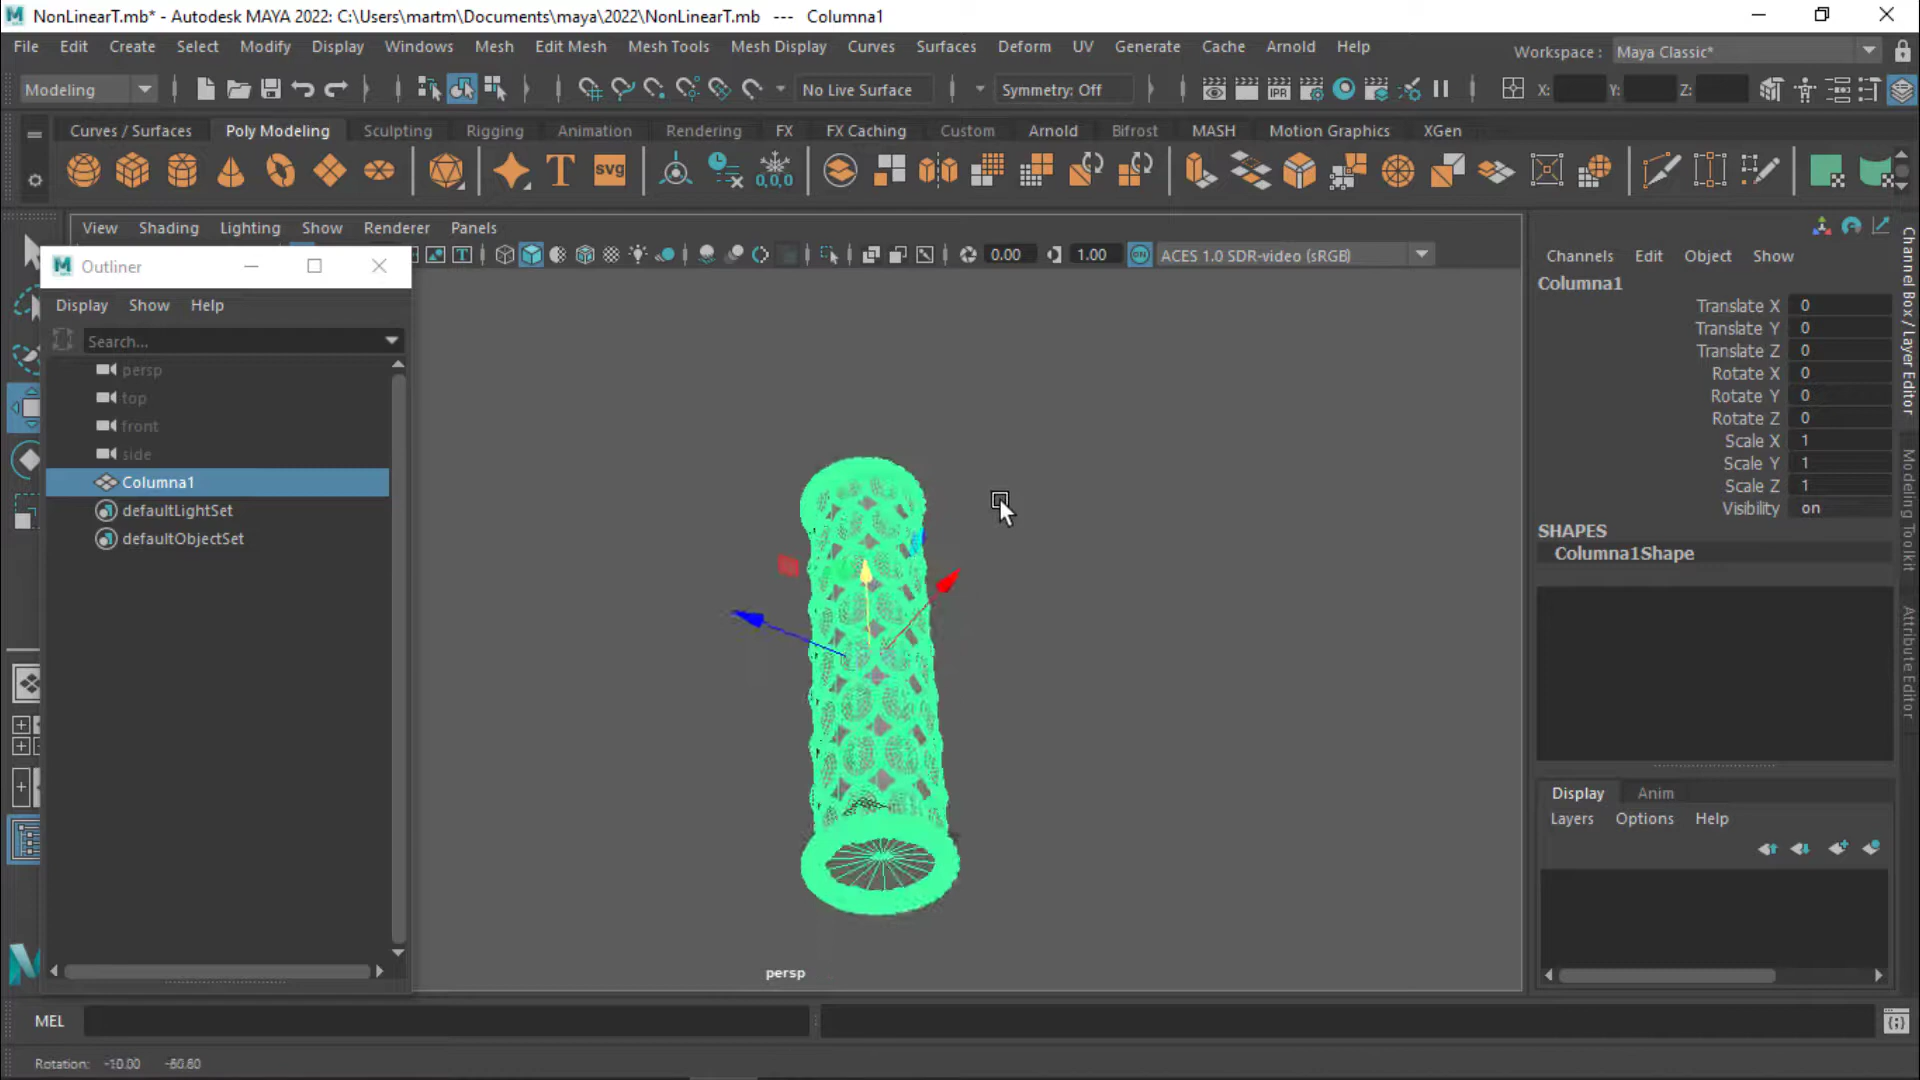 NonLinearT.mb* - Autodesk MAYA 2022: C:\Users\martm\Documents\maya\2022\NonLinearT.mb --- Columna1
File Edit Create Select Modify Display Windows Mesh Edit Mesh Mesh Tools Mesh Display Curves Surfaces Deform UV Generate Cache Arnold Help
Workspace : Maya Classic*
Modeling No Live Surface Symmetry: Off IPR X: Y: Z:
Curves / Surfaces Poly Modeling Sculpting Rigging Animation Rendering FX FX Caching Custom Arnold Bifrost MASH Motion Graphics XGen
T svg 0,0,0
View Shading Lighting Show Renderer Panels
T 0.00 1.00 ON ACES 1.0 SDR-video (sRGB)
Outliner
Display Show Help
Search...
persp
top
front
side
Columna1
defaultLightSet
defaultObjectSet
persp
Channels Edit Object Show
Columna1
Translate X 0
Translate Y 0
Translate Z 0
Rotate X 0
Rotate Y 0
Rotate Z 0
Scale X 1
Scale Y 1
Scale Z 1
Visibility on
SHAPES
Columna1Shape
Display Anim
Layers Options Help
Channel Box / Layer Editor
Modeling Toolkit
Attribute Editor
MEL
Rotation: -10.00 -60.60